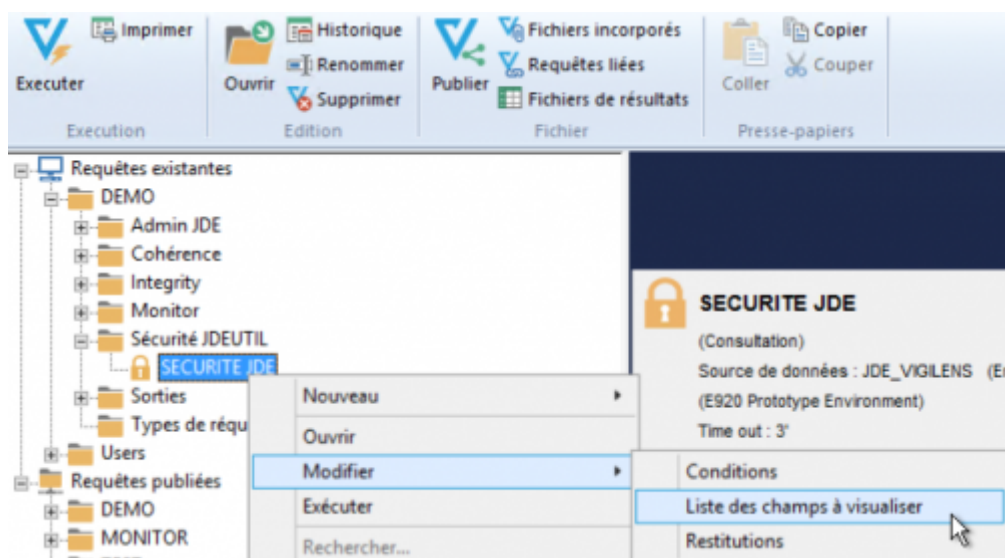 Executer
Imprimer
Execution
Ouvrir
Historique
Renommer
Supprimer
Edition
Publier
Fichiers incorporés
Requêtes liées
Fichiers de résultats
Fichier
Coller
Copier
Couper
Presse-papiers
Requêtes existantes
DEMO
Admin JDE
Cohérence
Integrity
Monitor
Sécurité JDEUTIL
SECURITE JDE
Sorties
Types de réqu
Users
Requêtes publiées
DEMO
MONITOR
Nouveau
Ouvrir
Modifier
Exécuter
Rechercher...
Conditions
Liste des champs à visualiser
Restitutions
SECURITE JDE
(Consultation)
Source de données : JDE_VIGILENS (En
(E920 Prototype Environment)
Time out : 3'